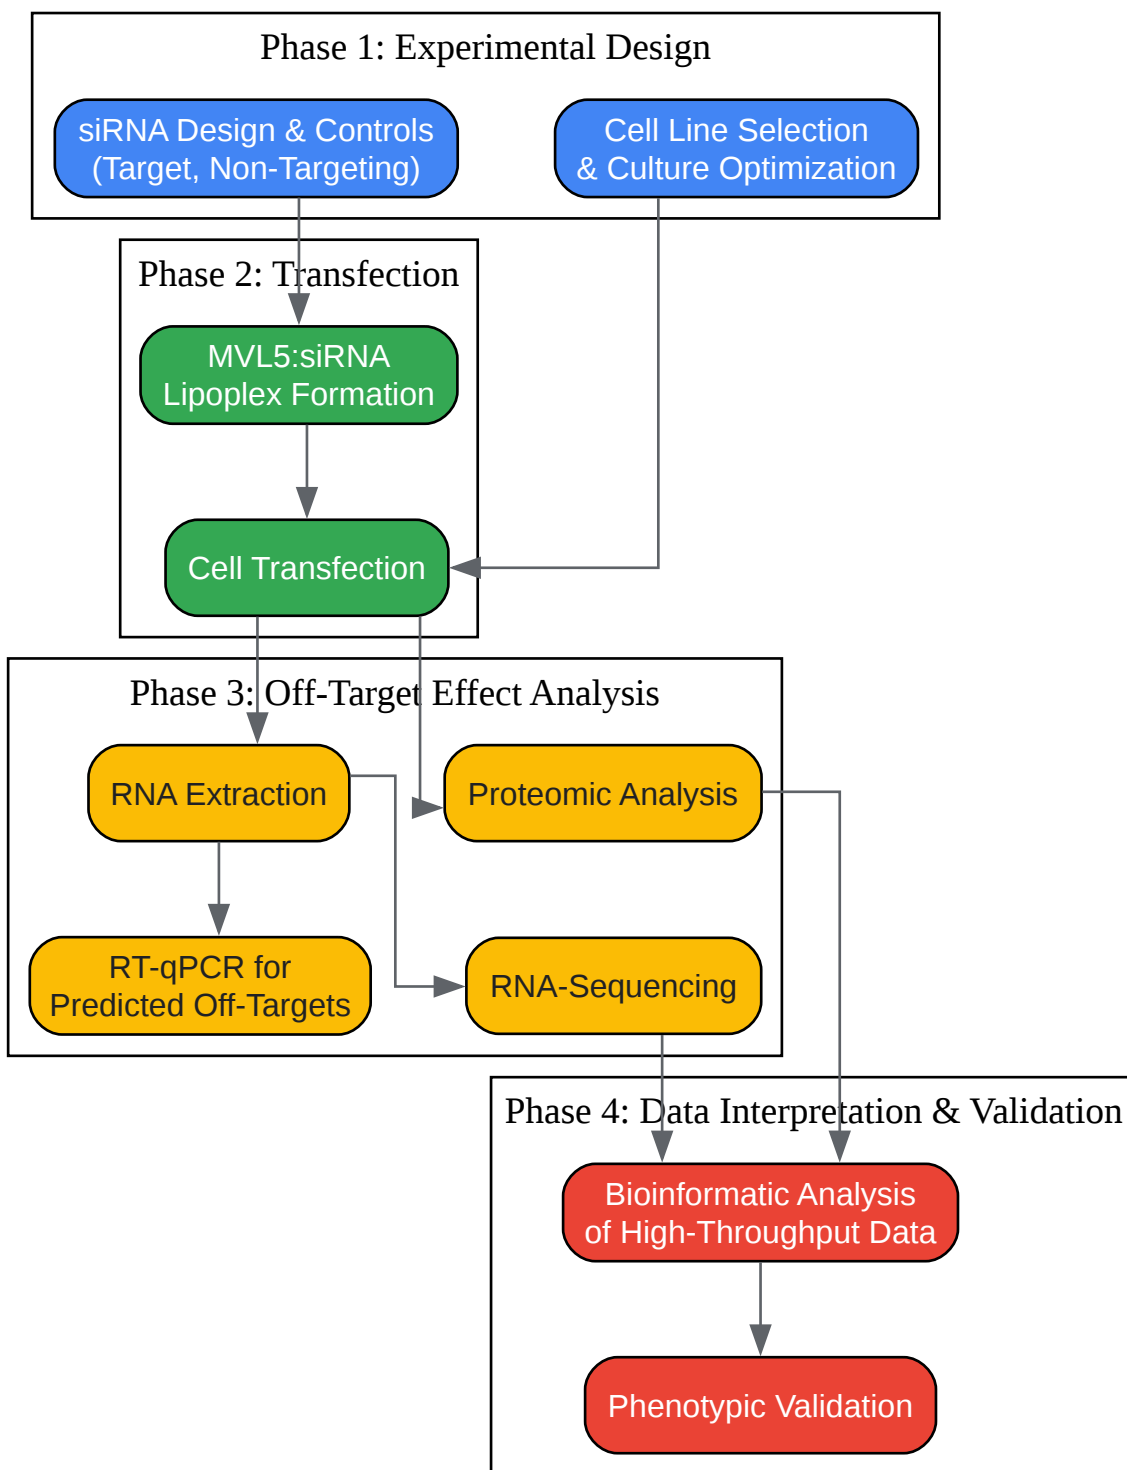 Phase 1: Experimental Design
siRNA Design & Controls
(Target, Non-Targeting)
Cell Line Selection
& Culture Optimization
Phase 2: Transfection
MVL5:siRNA
Lipoplex Formation
Cell Transfection
Phase 3: Off-Target Effect Analysis
RNA Extraction
Proteomic Analysis
RT-qPCR for
Predicted Off-Targets
RNA-Sequencing
Phase 4: Data Interpretation & Validation
Bioinformatic Analysis
of High-Throughput Data
Phenotypic Validation